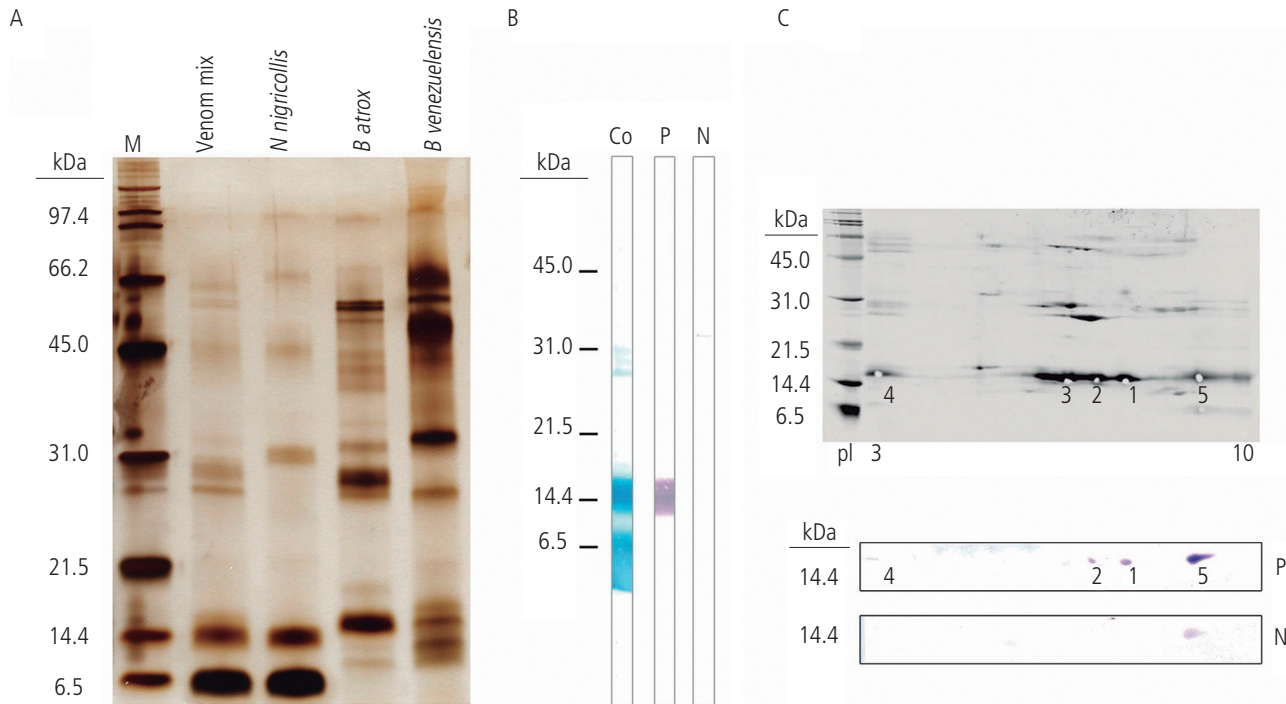 A
kDa
M
Venom mix
N nigricollis
B atrox
B venezuelensis
97.4
66.2
45.0
31.0
21.5
14.4
6.5
B
kDa
Co P N
45.0
31.0
21.5
14.4
6.5
C
kDa
45.0
31.0
21.5
14.4
6.5
4 3 2 1 5
pl 3 10
kDa
14.4
4 2 1 5
P
14.4
N